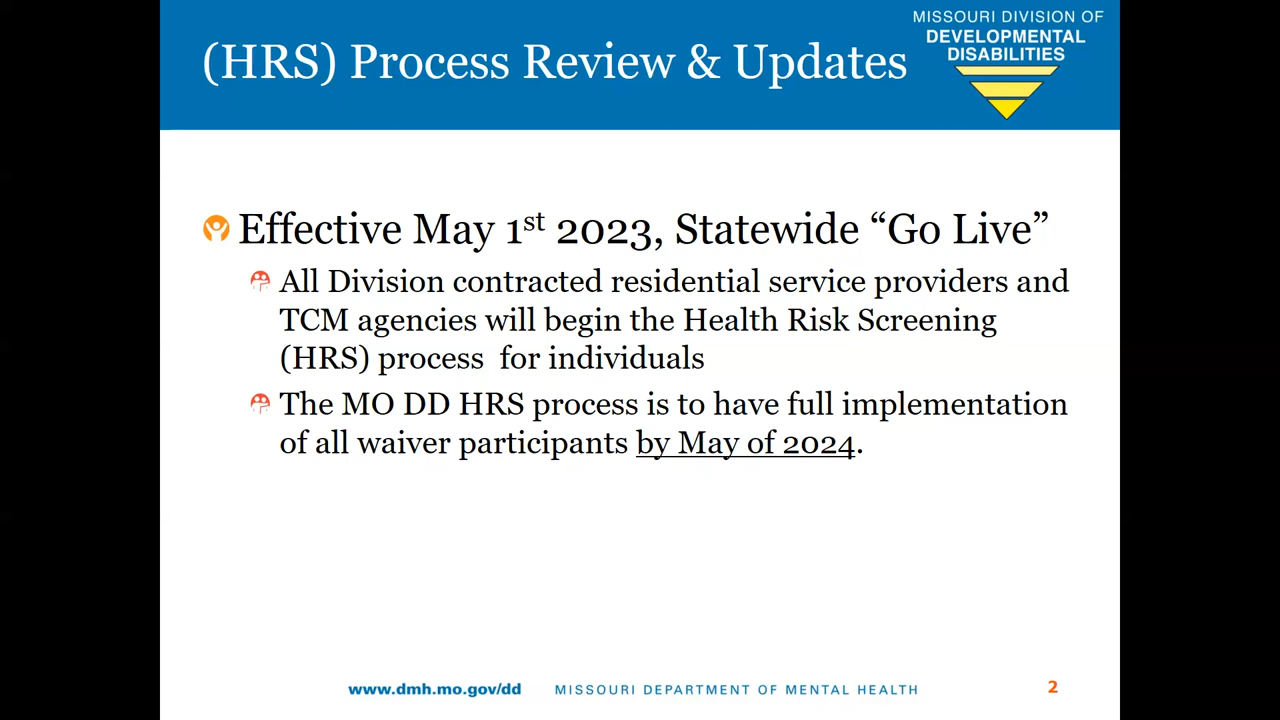 (HRS) Process Review & Updates
MISSOURI DIVISION OF
DEVELOPMENTAL
DISABILITIES
Effective May 1st 2023, Statewide “Go Live”
All Division contracted residential service providers and
TCM agencies will begin the Health Risk Screening
(HRS) process for individuals
The MO DD HRS process is to have full implementation
of all waiver participants by May of 2024.
www.dmh.mo.gov/dd MISSOURI DEPARTMENT OF MENTAL HEALTH 2